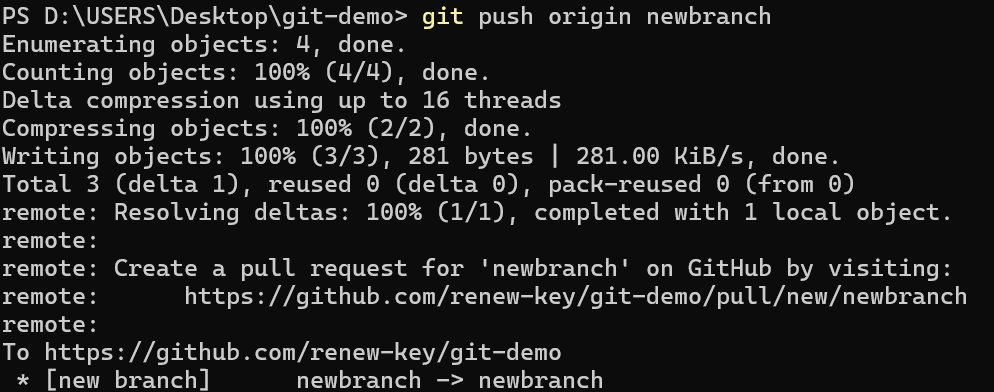 PS D:\USERS\Desktop\git-demo> git push origin newbranch
Enumerating objects: 4, done.
Counting objects: 100% (4/4), done.
Delta compression using up to 16 threads
Compressing objects: 100% (2/2), done.
Writing objects: 100% (3/3), 281 bytes | 281.00 KiB/s, done.
Total 3 (delta 1), reused 0 (delta 0), pack-reused 0 (from 0)
remote: Resolving deltas: 100% (1/1), completed with 1 local object.
remote:
remote: Create a pull request for 'newbranch' on GitHub by visiting:
remote:      https://github.com/renew-key/git-demo/pull/new/newbranch
remote:
To https://github.com/renew-key/git-demo
 * [new branch]      newbranch -> newbranch